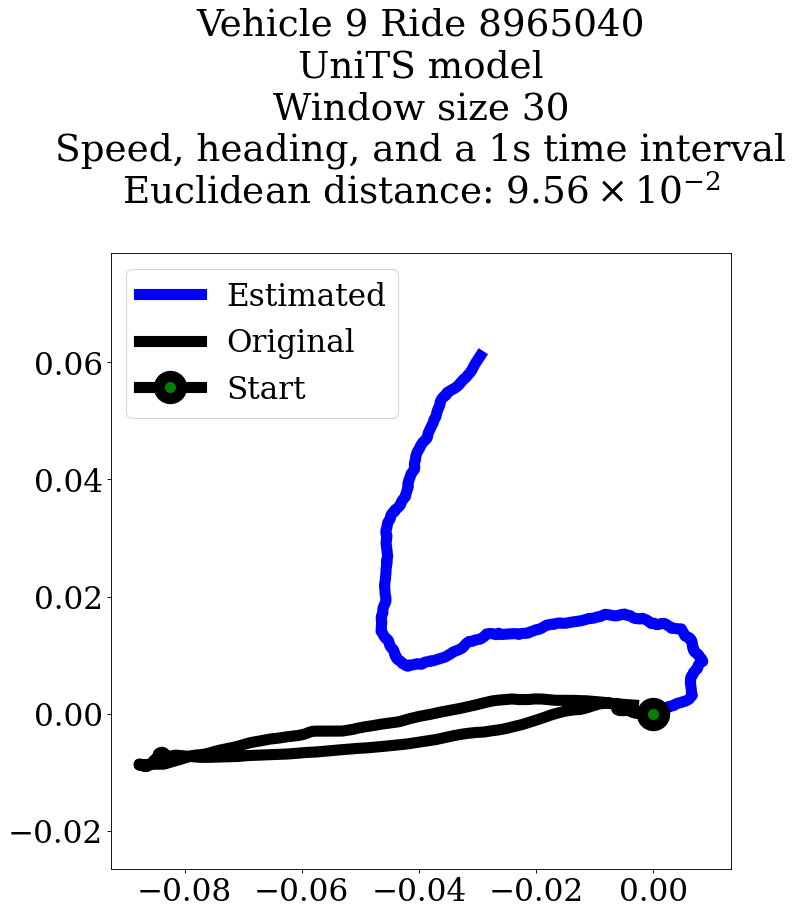 Vehicle 9 Ride 8965040
UniTS model
Window size 30
Speed, heading, and a 1s time interval
Euclidean distance: 9.56 × 10⁻²
Estimated
Original
Start
0.06
0.04
0.02
0.00
−0.02
−0.08 −0.06 −0.04 −0.02 0.00